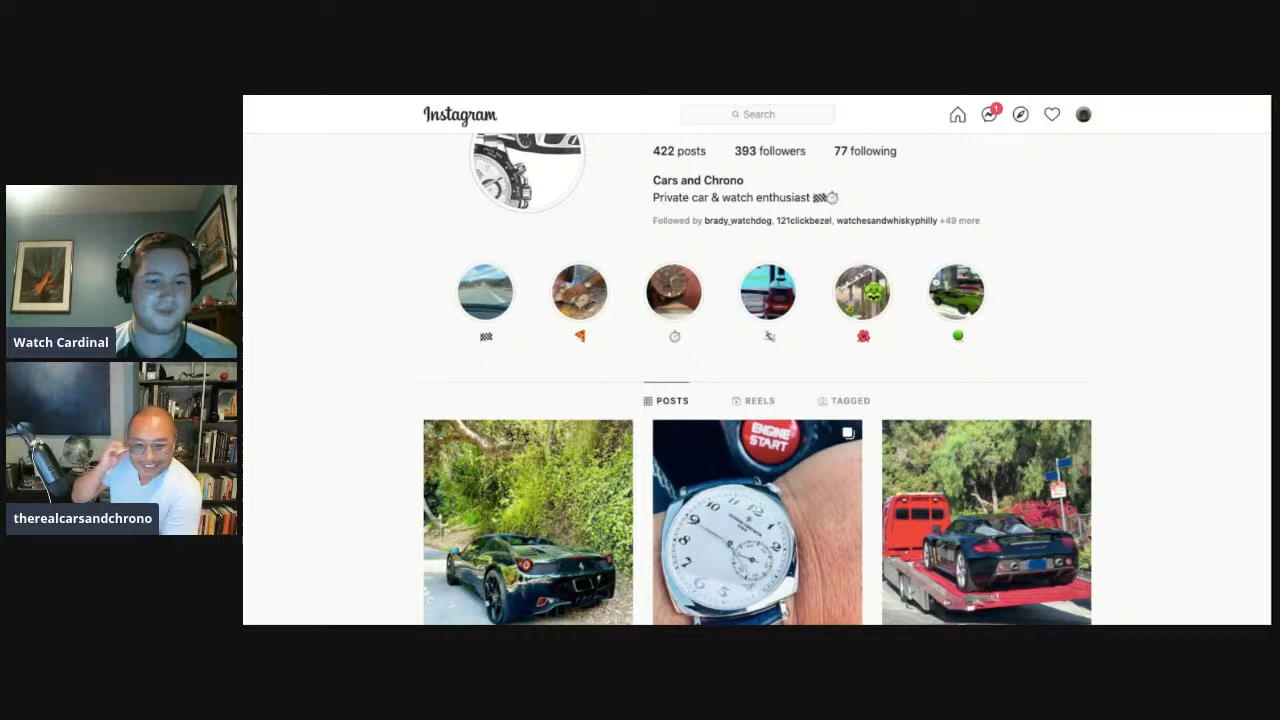 Instagram
Search
1
422 posts 393 followers 77 following
Cars and Chrono
Private car & watch enthusiast 🏁⏱️
Followed by brady_watchdog, 121clickbezel, watchesandwhiskyphilly +49 more
POSTS REELS TAGGED
ENGINE
START
Watch Cardinal
therealcarsandchrono